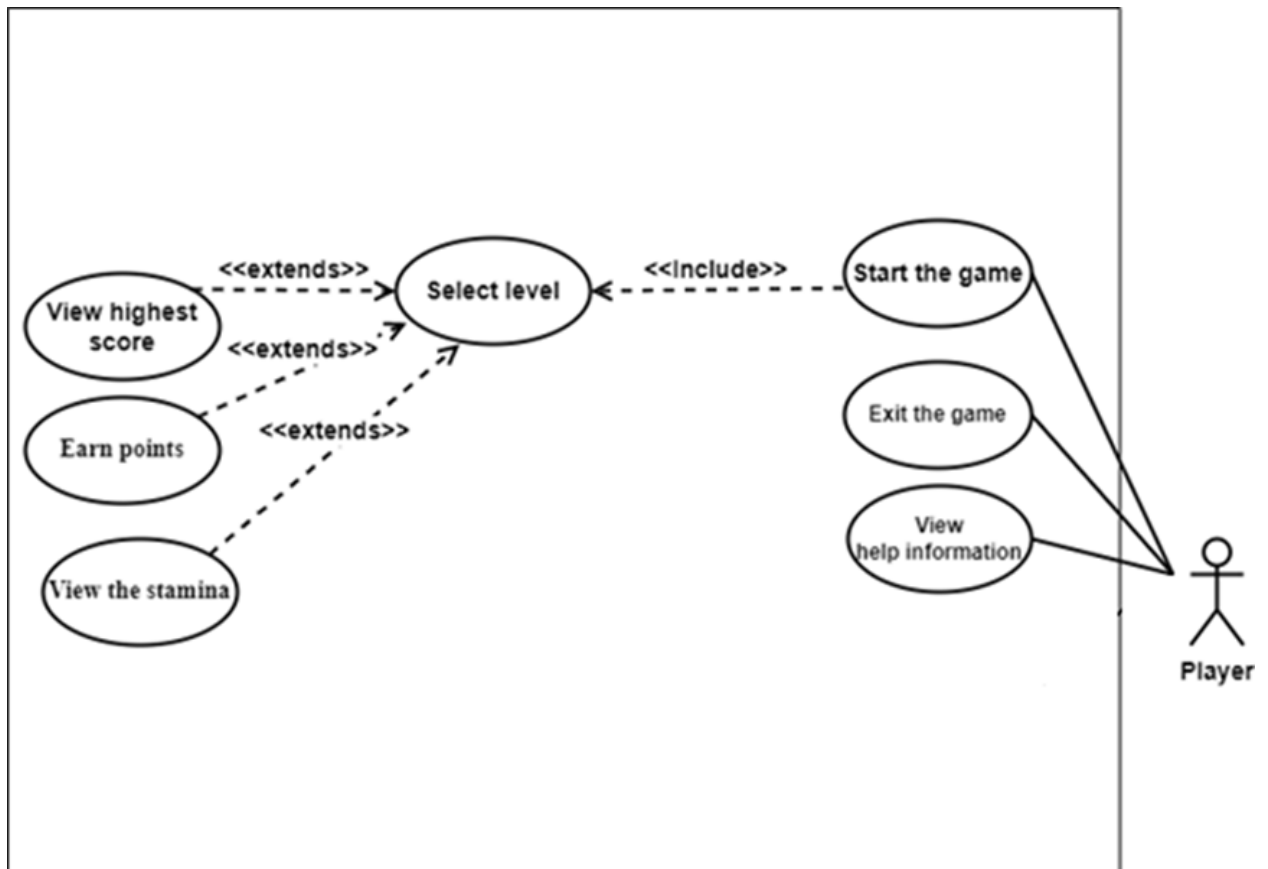 <<extends>>
<<Include>>
Start the game
Select level
View highest
score
<<extends>>
Exit the game
<<extends>>
Earn points
View
help information
View the stamina
Player